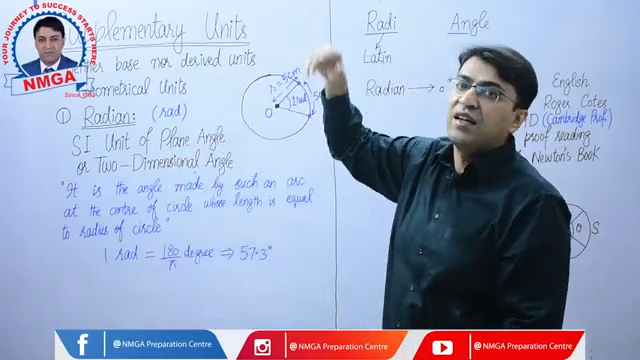 YOUR JOURNEY TO SUCCESS STARTS HERE
NMGA
Since
Supplementary Units
Neither base nor derived units
Geometrical Units
① Radian: (rad)
SI Unit of Plane Angle
or Two-Dimensional Angle
"It is the angle made by such an arc
at the centre of circle whose length is equal
to radius of circle"
1 rad = 180/π degree ⇒ 57.3°
r = 5cm
1 rad
O
Radi Angle
Latin
Radian
English
Roger Cotes
(Cambridge Prof.)
proof reading
Newton's Book
θ
S
@NMGA Preparation Centre
@NMGA Preparation Centre
@NMGA Preparation Centre